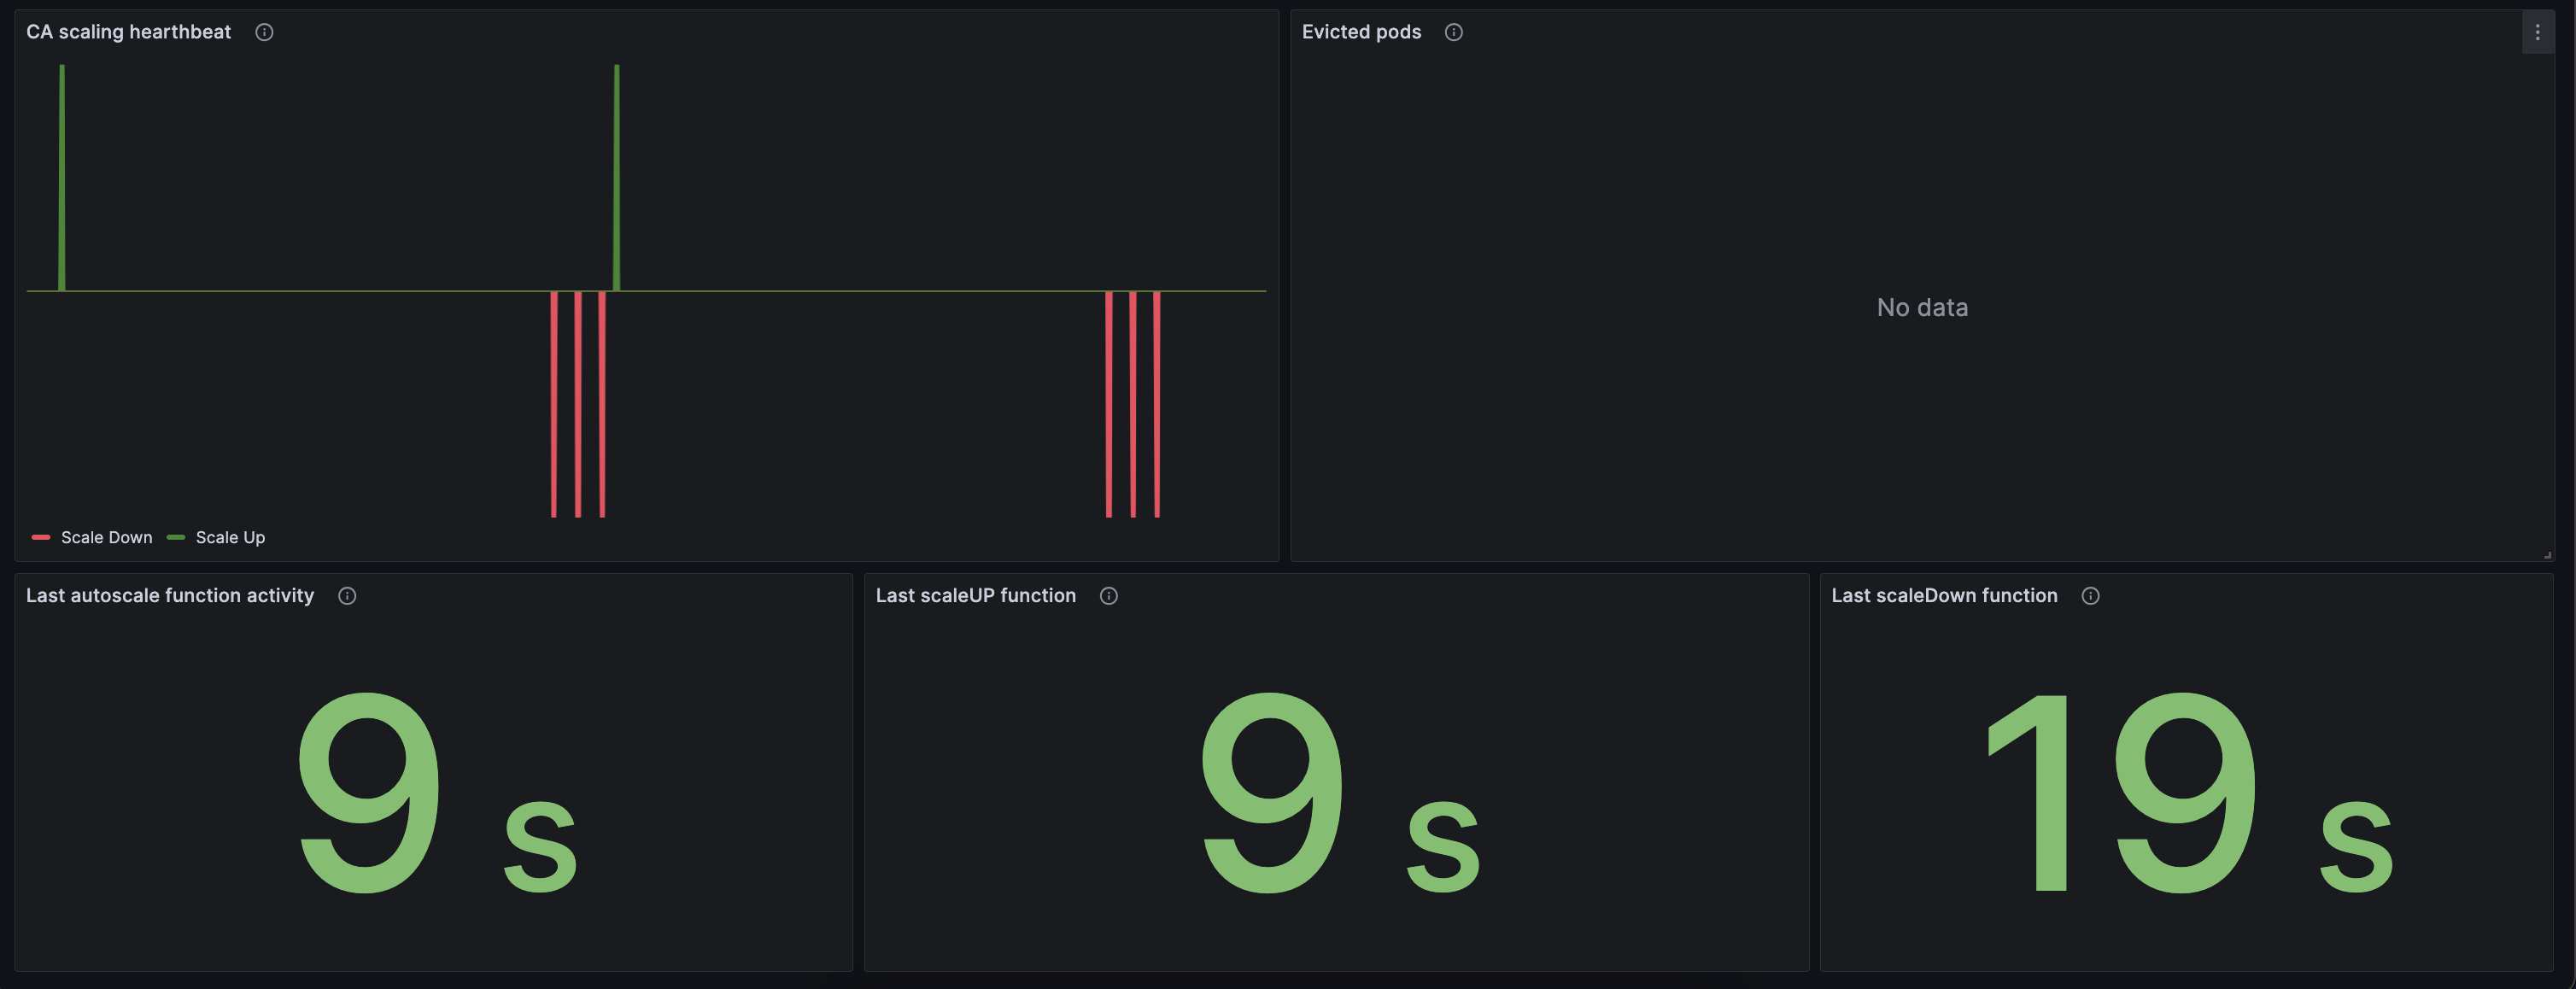 CA scaling hearthbeat
Evicted pods
No data
Scale Down Scale Up
Last autoscale function activity
9 s
Last scaleUP function
9 s
Last scaleDown function
19 s